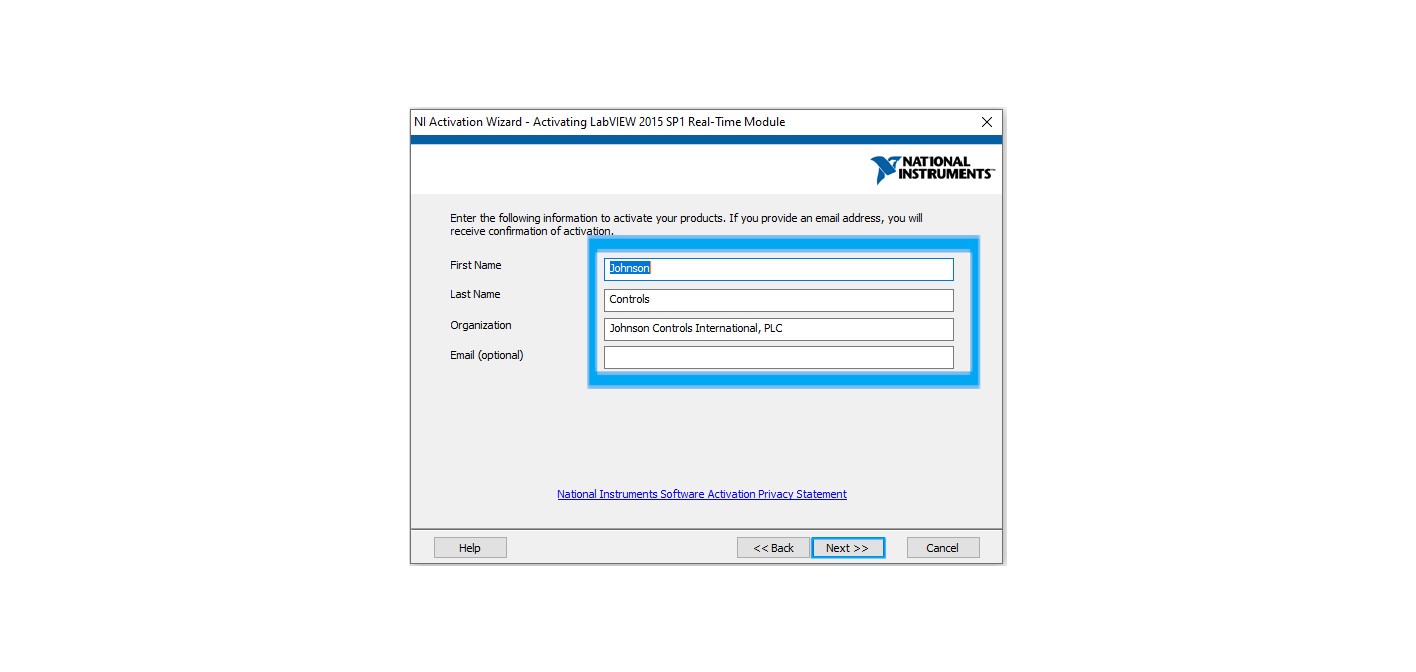 NI Activation Wizard - Activating LabVIEW 2015 SP1 Real-Time Module
NATIONAL
INSTRUMENTS™
Enter the following information to activate your products. If you provide an email address, you will
receive confirmation of activation.
First Name
Johnson
Last Name
Controls
Organization
Johnson Controls International, PLC
Email (optional)
National Instruments Software Activation Privacy Statement
Help
<< Back
Next >>
Cancel